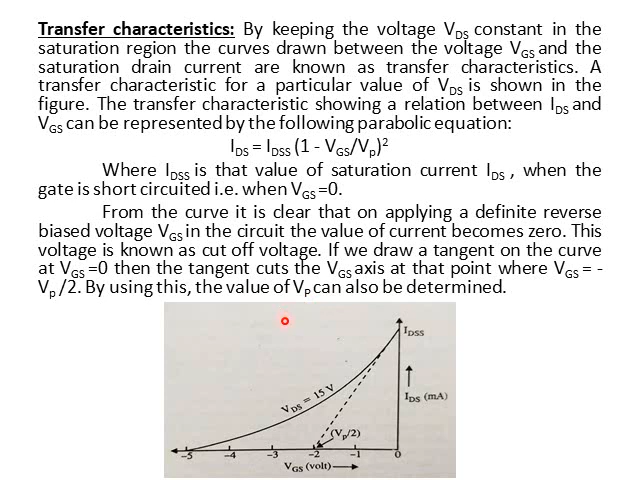 Transfer characteristics: By keeping the voltage VDS constant in the
saturation region the curves drawn between the voltage VGS and the
saturation drain current are known as transfer characteristics. A
transfer characteristic for a particular value of VDS is shown in the
figure. The transfer characteristic showing a relation between IDS and
VGS can be represented by the following parabolic equation:
IDS = IDSS (1 - VGS/Vp)²
Where IDSS is that value of saturation current IDS , when the
gate is short circuited i.e. when VGS =0.
From the curve it is clear that on applying a definite reverse
biased voltage VGS in the circuit the value of current becomes zero. This
voltage is known as cut off voltage. If we draw a tangent on the curve
at VGS =0 then the tangent cuts the VGS axis at that point where VGS = -
Vp /2. By using this, the value of VP can also be determined.
IDSS
IDS (mA)
VDS = 15 V
(Vp/2)
-5 -4 -3 -2 -1 0
VGS (volt)